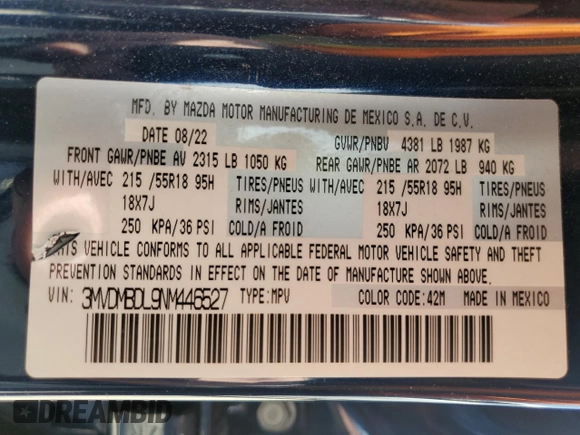 MFD. BY MAZDA MOTOR MANUFACTURING DE MEXICO S.A. DE C.V.
DATE 08/22 GVWR/PNBV 4381 LB 1987 KG
FRONT GAWR/PNBE AV 2315 LB 1050 KG REAR GAWR/PNBE AR 2072 LB 940 KG
WITH/AVEC 215 /55R18 95H TIRES/PNEUS WITH/AVEC 215 /55R18 95H TIRES/PNEUS
18X7J RIMS/JANTES 18X7J RIMS/JANTES
250 KPA/36 PSI COLD/A FROID 250 KPA/36 PSI COLD/A FROID
THIS VEHICLE CONFORMS TO ALL APPLICABLE FEDERAL MOTOR VEHICLE SAFETY AND THEFT
PREVENTION STANDARDS IN EFFECT ON THE DATE OF MANUFACTURE SHOWN ABOVE.
VIN: 3MVDMBDL9NM446527 TYPE:MPV COLOR CODE:42M MADE IN MEXICO
DREAMBID